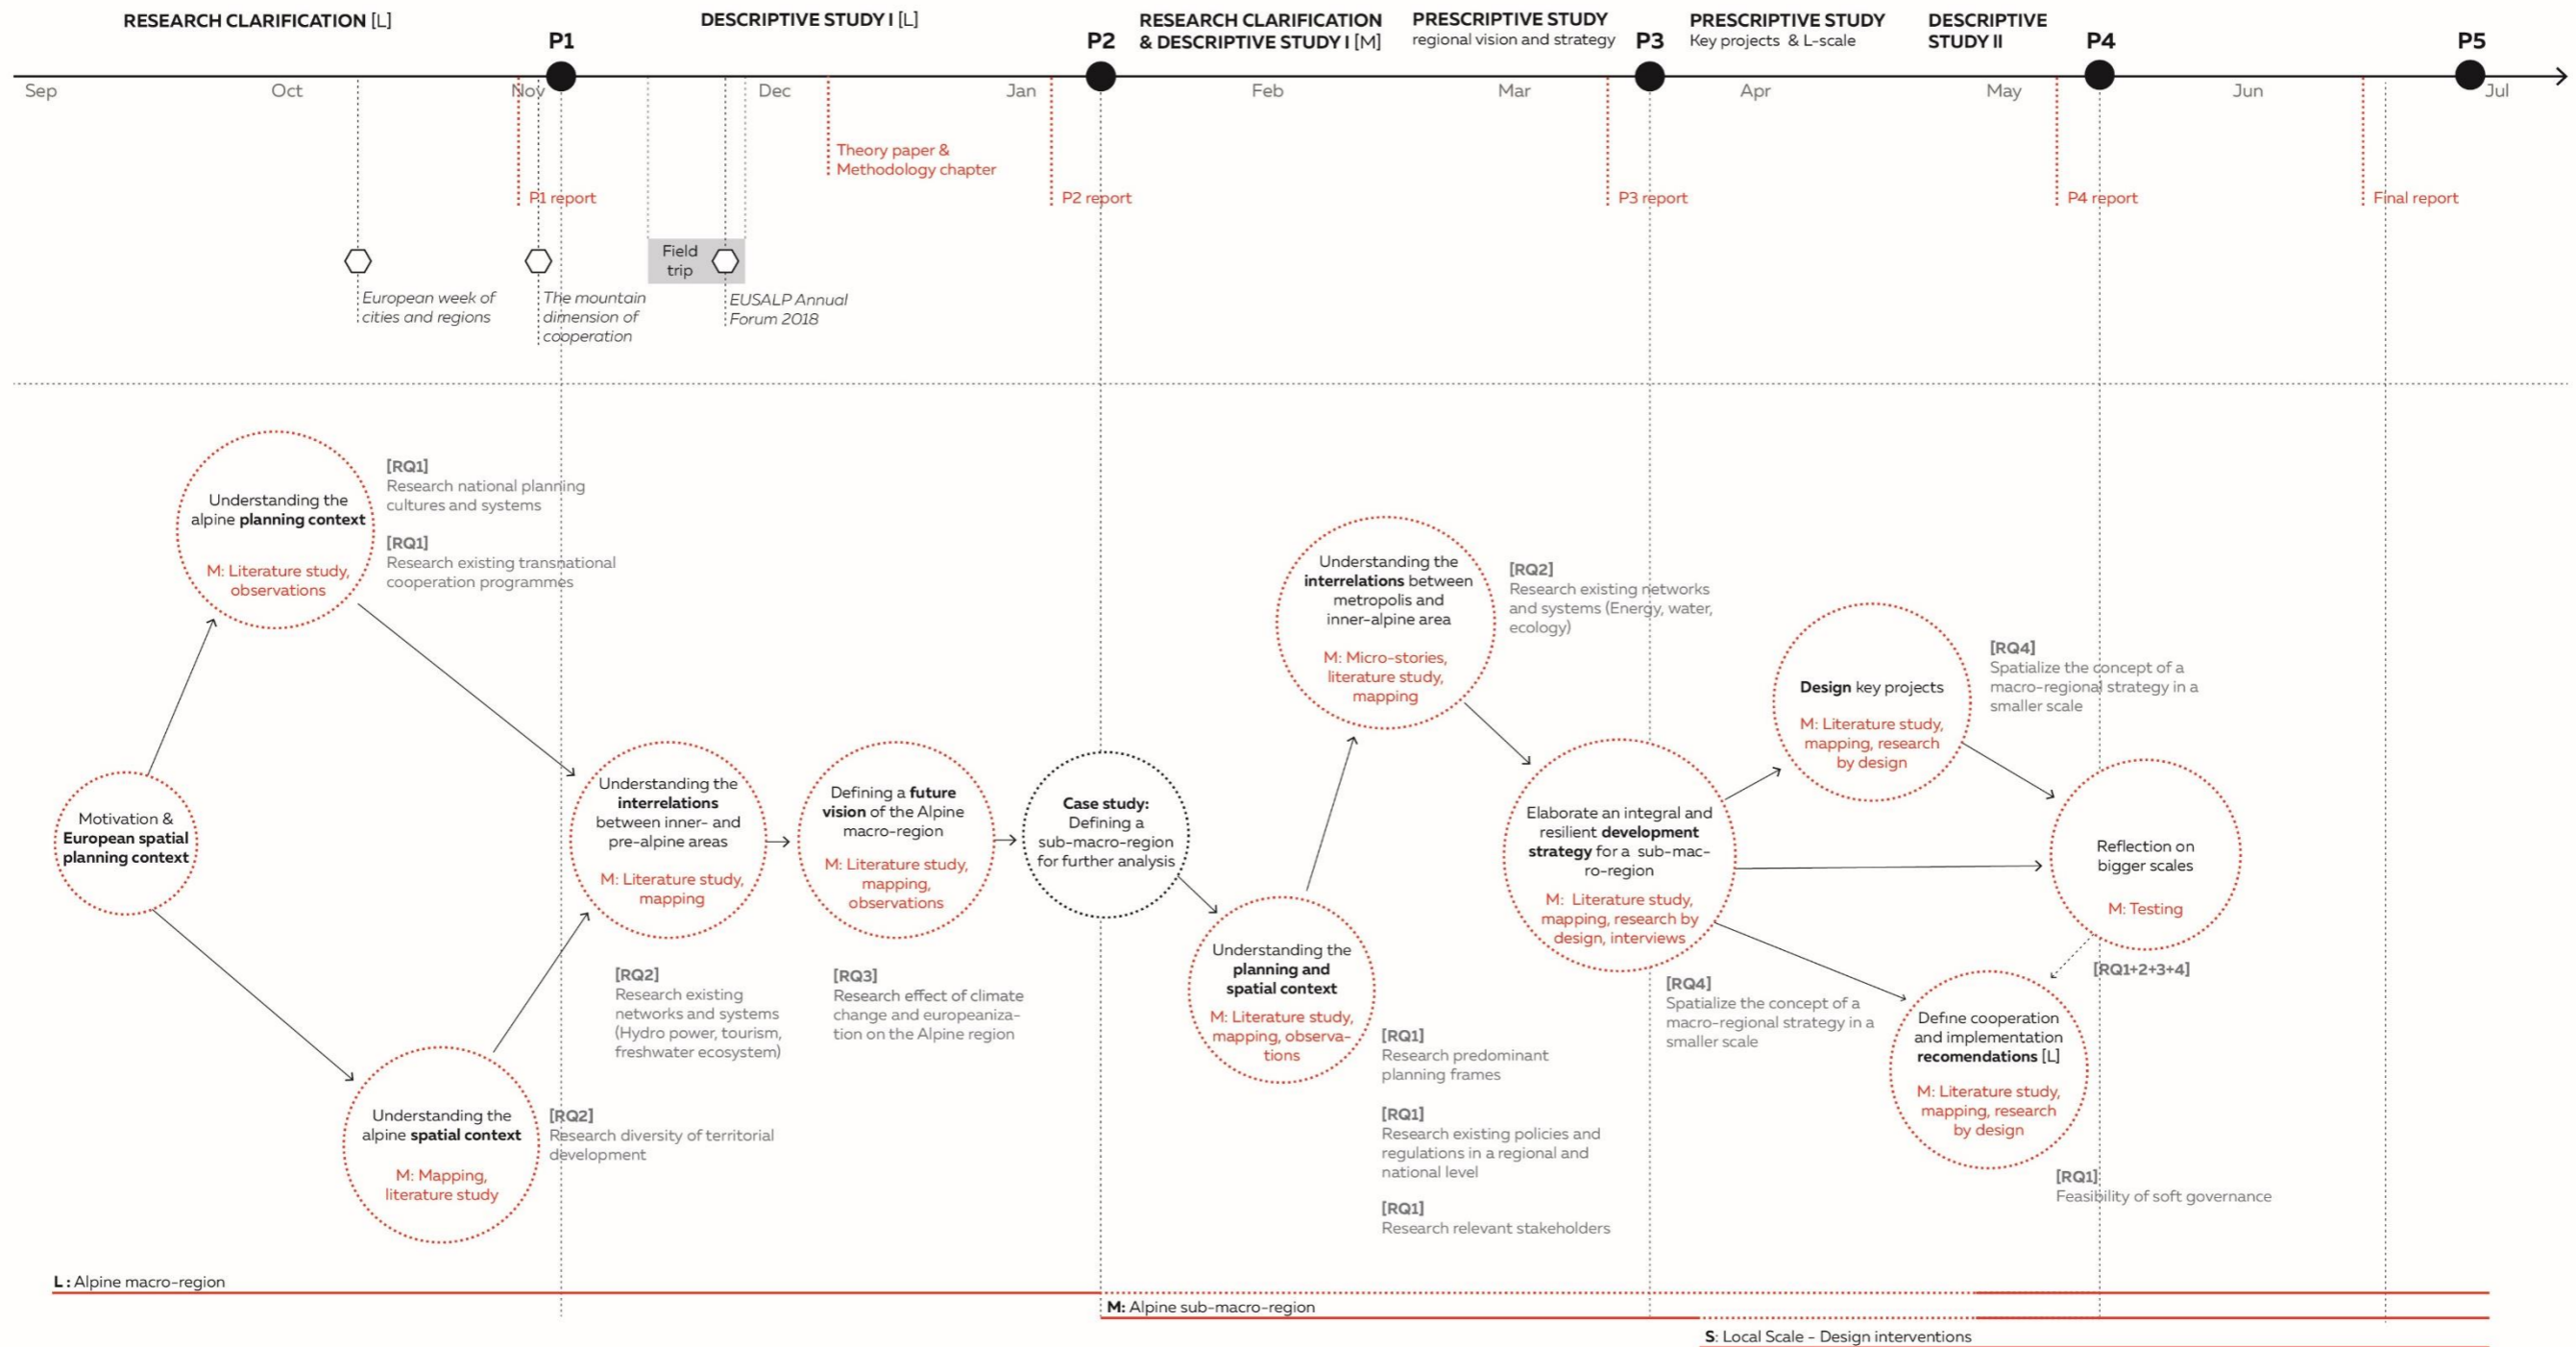 RESEARCH CLARIFICATION [L]
P1
DESCRIPTIVE STUDY I [L]
P2
RESEARCH CLARIFICATION
& DESCRIPTIVE STUDY I [M]
PRESCRIPTIVE STUDY
regional vision and strategy
P3
PRESCRIPTIVE STUDY
Key projects & L-scale
DESCRIPTIVE
STUDY II
P4
P5
Sep
Oct
Nov
Dec
Jan
Feb
Mar
Apr
May
Jun
Jul
Theory paper &
Methodology chapter
P1 report
P2 report
P3 report
P4 report
Final report
Field
trip
European week of
cities and regions
The mountain
dimension of
cooperation
EUSALP Annual
Forum 2018
Understanding the
alpine planning context
M: Literature study,
observations
[RQ1]
Research national planning
cultures and systems
[RQ1]
Research existing transnational
cooperation programmes
Motivation &
European spatial
planning context
Understanding the
alpine spatial context
M: Mapping,
literature study
[RQ2]
Research diversity of territorial
development
Understanding the
interrelations
between inner- and
pre-alpine areas
M: Literature study,
mapping
[RQ2]
Research existing
networks and systems
(Hydro power, tourism,
freshwater ecosystem)
Defining a future
vision of the Alpine
macro-region
M: Literature study,
mapping,
observations
[RQ3]
Research effect of climate
change and europeaniza-
tion on the Alpine region
Case study:
Defining a
sub-macro-region
for further analysis
Understanding the
planning and
spatial context
M: Literature study,
mapping, observa-
tions
[RQ1]
Research predominant
planning frames
[RQ1]
Research existing policies and
regulations in a regional and
national level
[RQ1]
Research relevant stakeholders
Understanding the
interrelations between
metropolis and
inner-alpine area
M: Micro-stories,
literature study,
mapping
[RQ2]
Research existing networks
and systems (Energy, water,
ecology)
Elaborate an integral and
resilient development
strategy for a sub-mac-
ro-region
M: Literature study,
mapping, research by
design, interviews
[RQ4]
Spatialize the concept of a
macro-regional strategy in a
smaller scale
Design key projects
M: Literature study,
mapping, research
by design
[RQ4]
Spatialize the concept of a
macro-regional strategy in a
smaller scale
Reflection on
bigger scales
M: Testing
[RQ1+2+3+4]
Define cooperation
and implementation
recomendations [L]
M: Literature study,
mapping, research
by design
[RQ1]
Feasibility of soft governance
L: Alpine macro-region
M: Alpine sub-macro-region
S: Local Scale - Design interventions